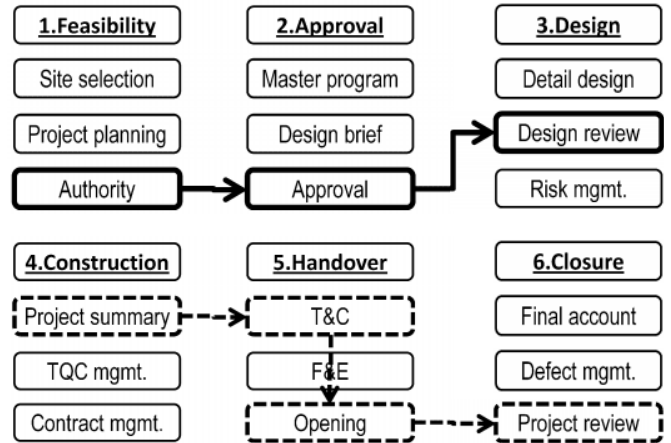 1.Feasibility
Site selection
Project planning
Authority
2.Approval
Master program
Design brief
Approval
3.Design
Detail design
Design review
Risk mgmt.
4.Construction
Project summary
TQC mgmt.
Contract mgmt.
5.Handover
T&C
F&E
Opening
6.Closure
Final account
Defect mgmt.
Project review